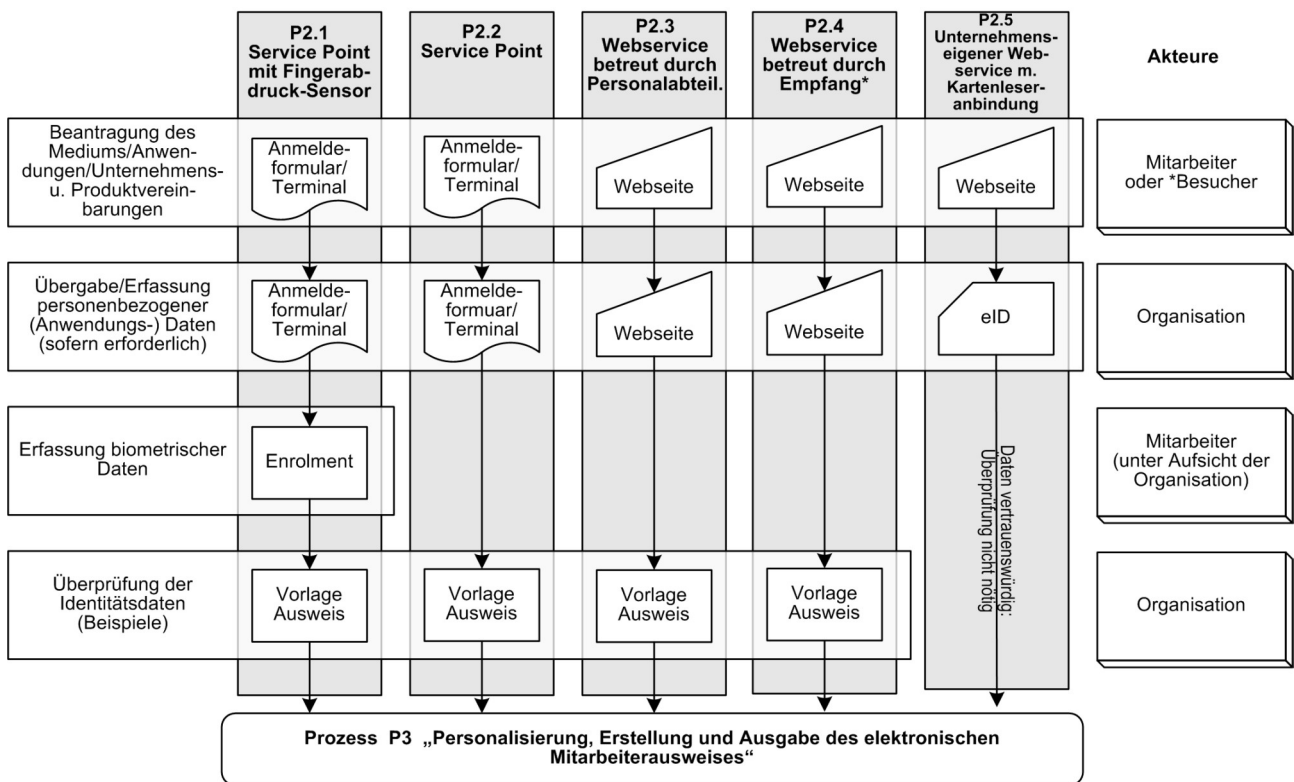 P2.1
Service Point
mit Fingerab-
druck-Sensor
P2.2
Service Point
P2.3
Webservice
betreut durch
Personalabteil.
P2.4
Webservice
betreut durch
Empfang*
P2.5
Unternehmens-
eigener Web-
service m.
Kartenleser-
anbindung
Akteure
Beantragung des
Mediums/Anwen-
dungen/Unternehmens-
u. Produktverein-
barungen
Anmelde-
formular/
Terminal
Anmelde-
formular/
Terminal
Webseite
Webseite
Webseite
Mitarbeiter
oder *Besucher
Übergabe/Erfassung
personenbezogener
(Anwendungs-) Daten
(sofern erforderlich)
Anmelde-
formular/
Terminal
Anmelde-
formuar/
Terminal
Webseite
Webseite
eID
Organisation
Erfassung biometrischer
Daten
Enrolment
Mitarbeiter
(unter Aufsicht der
Organisation)
Daten vertrauenswürdig:
Überprüfung nicht nötig
Überprüfung der
Identitätsdaten
(Beispiele)
Vorlage
Ausweis
Vorlage
Ausweis
Vorlage
Ausweis
Vorlage
Ausweis
Organisation
Prozess P3 „Personalisierung, Erstellung und Ausgabe des elektronischen
Mitarbeiterausweises“